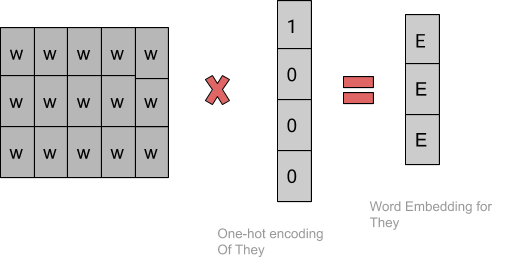 w w w w w
w w w w w
w w w w w
1
0
0
0
E
E
E
One-hot encoding
Of They
Word Embedding for
They